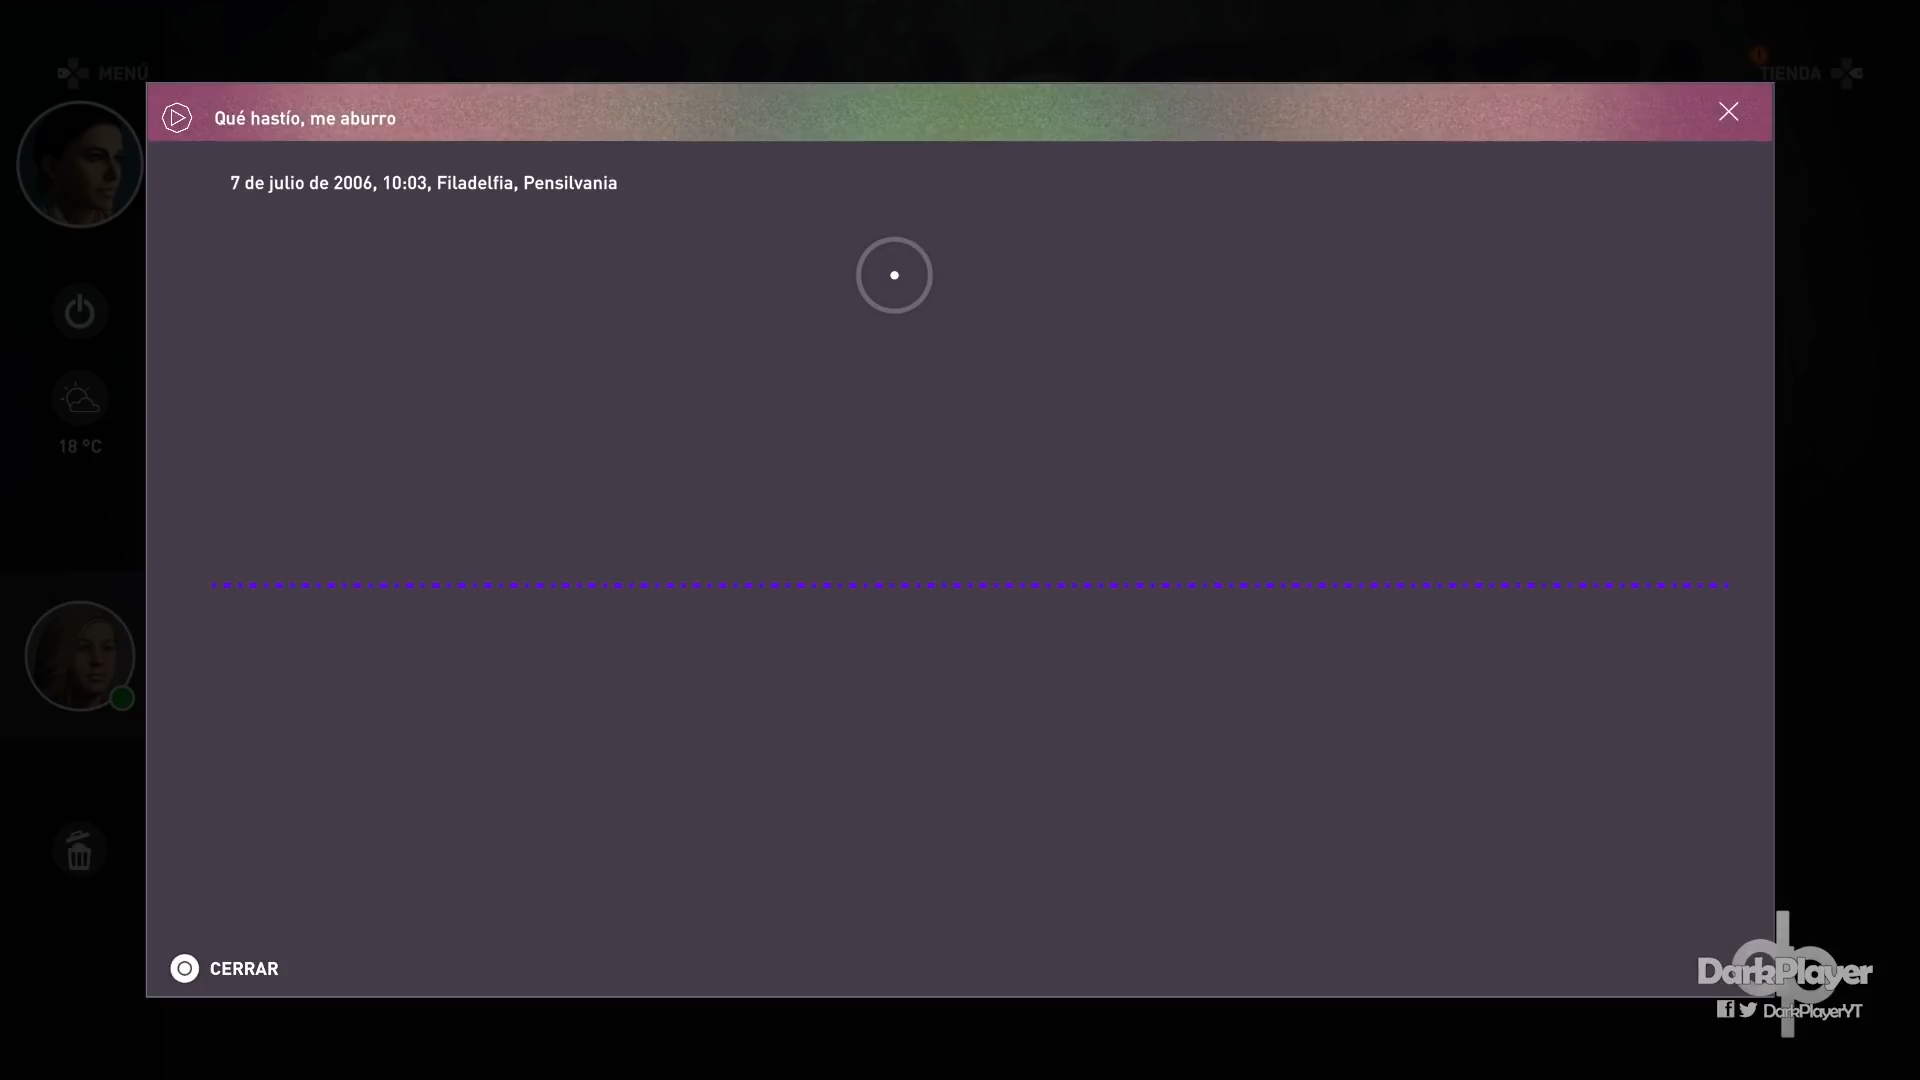 MENÚ
TIENDA
Qué hastío, me aburro
7 de julio de 2006, 10:03, Filadelfia, Pensilvania
18 °C
CERRAR
DarkPlayer
DarkPlayerYT